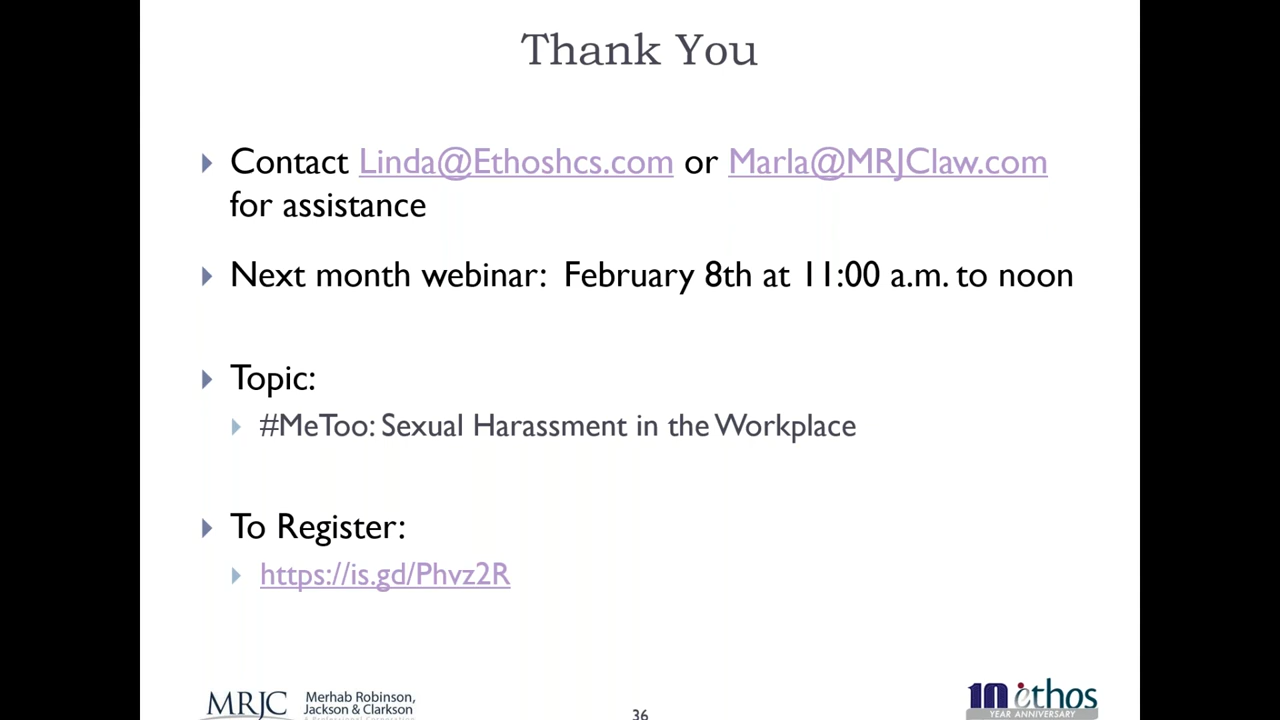 Thank You
Contact Linda@Ethoshcs.com or Marla@MRJClaw.com
for assistance
Next month webinar: February 8th at 11:00 a.m. to noon
Topic:
#MeToo: Sexual Harassment in the Workplace
To Register:
https://is.gd/Phvz2R
MRJC
Merhab Robinson,
Jackson & Clarkson
36
10 ethos
YEAR ANNIVERSARY